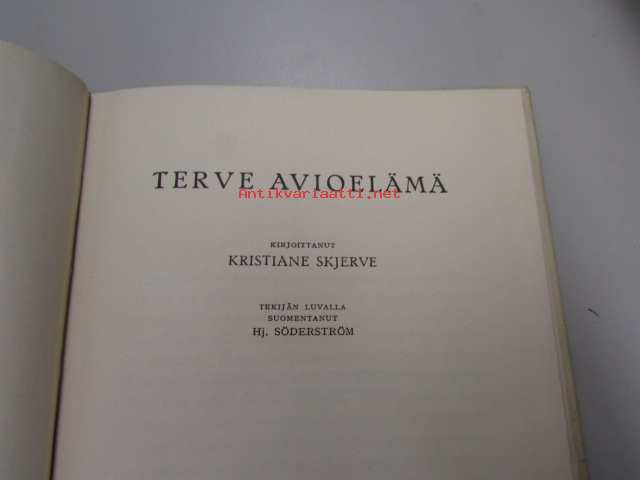 TERVE AVIOELÄMÄ
Antikvariaatti.net
KIRJOITTANUT
KRISTIANE SKJERVE
TEKIJÄN LUVALLA
SUOMENTANUT
Hj. SÖDERSTRÖM